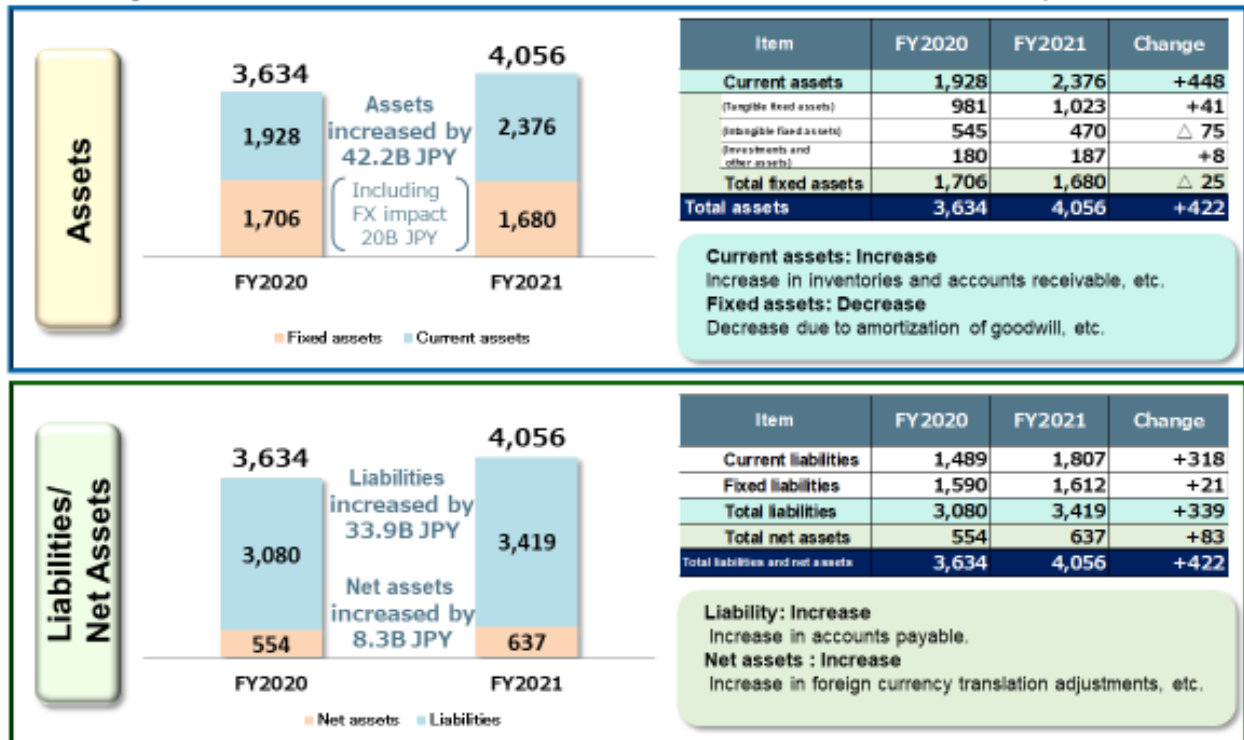 Assets
3,634
1,928
1,706
FY2020
Assets
increased by
42.2B JPY
Including
FX impact
20B JPY
4,056
2,376
1,680
FY2021
Fixed assets Current assets
Item FY2020 FY2021 Change
Current assets 1,928 2,376 +448
(Tangible fixed assets) 981 1,023 +41
(Intangible fixed assets) 545 470 △ 75
(Investments and
other assets) 180 187 +8
Total fixed assets 1,706 1,680 △ 25
Total assets 3,634 4,056 +422
Current assets: Increase
Increase in inventories and accounts receivable, etc.
Fixed assets: Decrease
Decrease due to amortization of goodwill, etc.
Liabilities/
Net Assets
3,634
3,080
554
FY2020
Liabilities
increased by
33.9B JPY
Net assets
increased by
8.3B JPY
4,056
3,419
637
FY2021
Net assets Liabilities
Item FY2020 FY2021 Change
Current liabilities 1,489 1,807 +318
Fixed liabilities 1,590 1,612 +21
Total liabilities 3,080 3,419 +339
Total net assets 554 637 +83
Total liabilities and net assets 3,634 4,056 +422
Liability: Increase
Increase in accounts payable.
Net assets : Increase
Increase in foreign currency translation adjustments, etc.